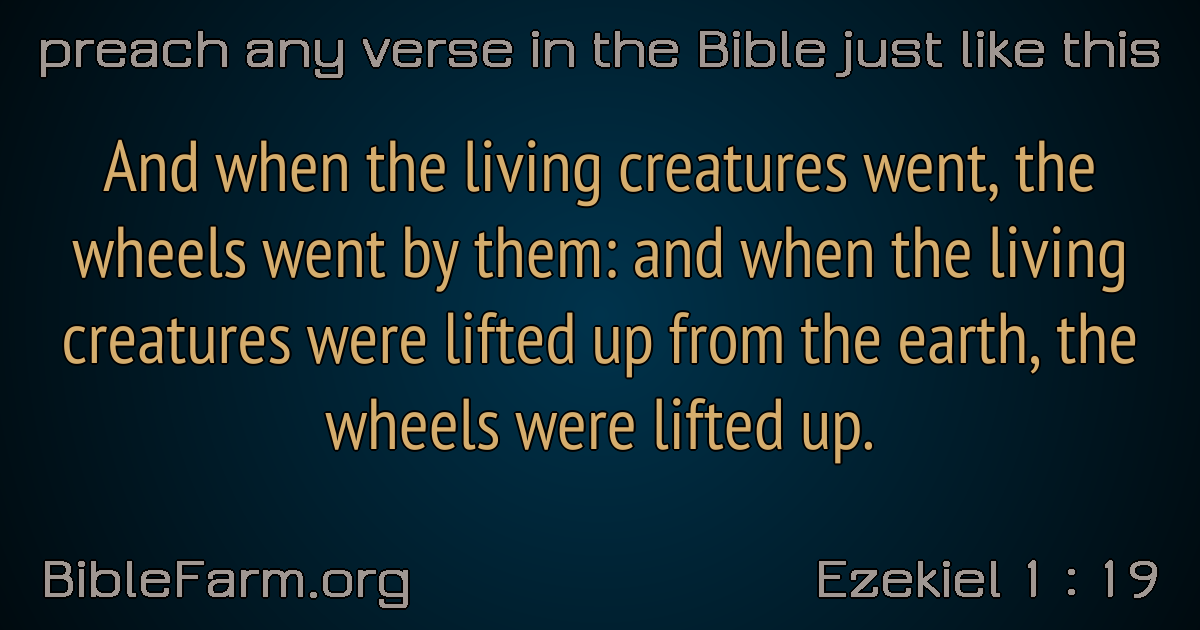 preach any verse in the Bible just like this
And when the living creatures went, the
wheels went by them: and when the living
creatures were lifted up from the earth, the
wheels were lifted up.
BibleFarm.org
Ezekiel 1 : 19